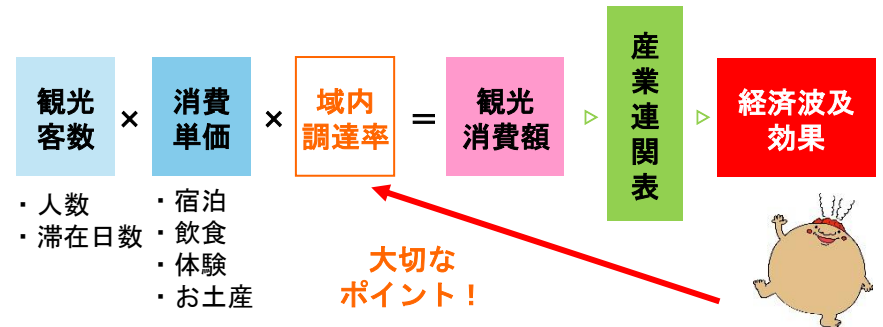 観光
客数
×
消費
単価
×
域内
調達率
＝
観光
消費額
▷
産業連関表
▷
経済波及
効果
・人数
・滞在日数
・宿泊
・飲食
・体験
・お土産
大切な
ポイント！